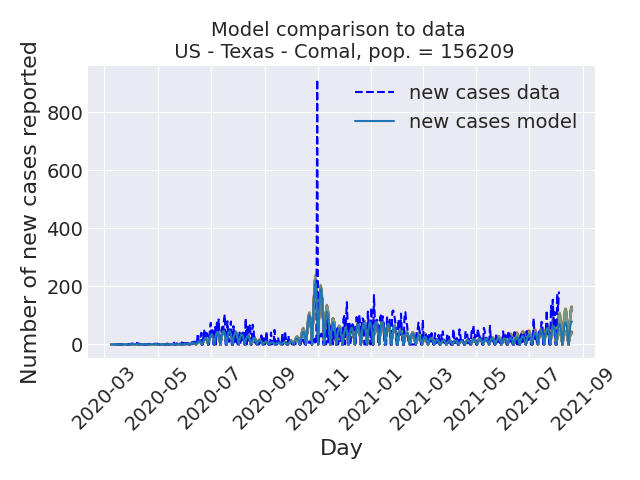 Model comparison to data
US - Texas - Comal, pop. = 156209
new cases data
new cases model
Number of new cases reported
800
600
400
200
0
2020-03
2020-05
2020-07
2020-09
2020-11
2021-01
2021-03
2021-05
2021-07
2021-09
Day